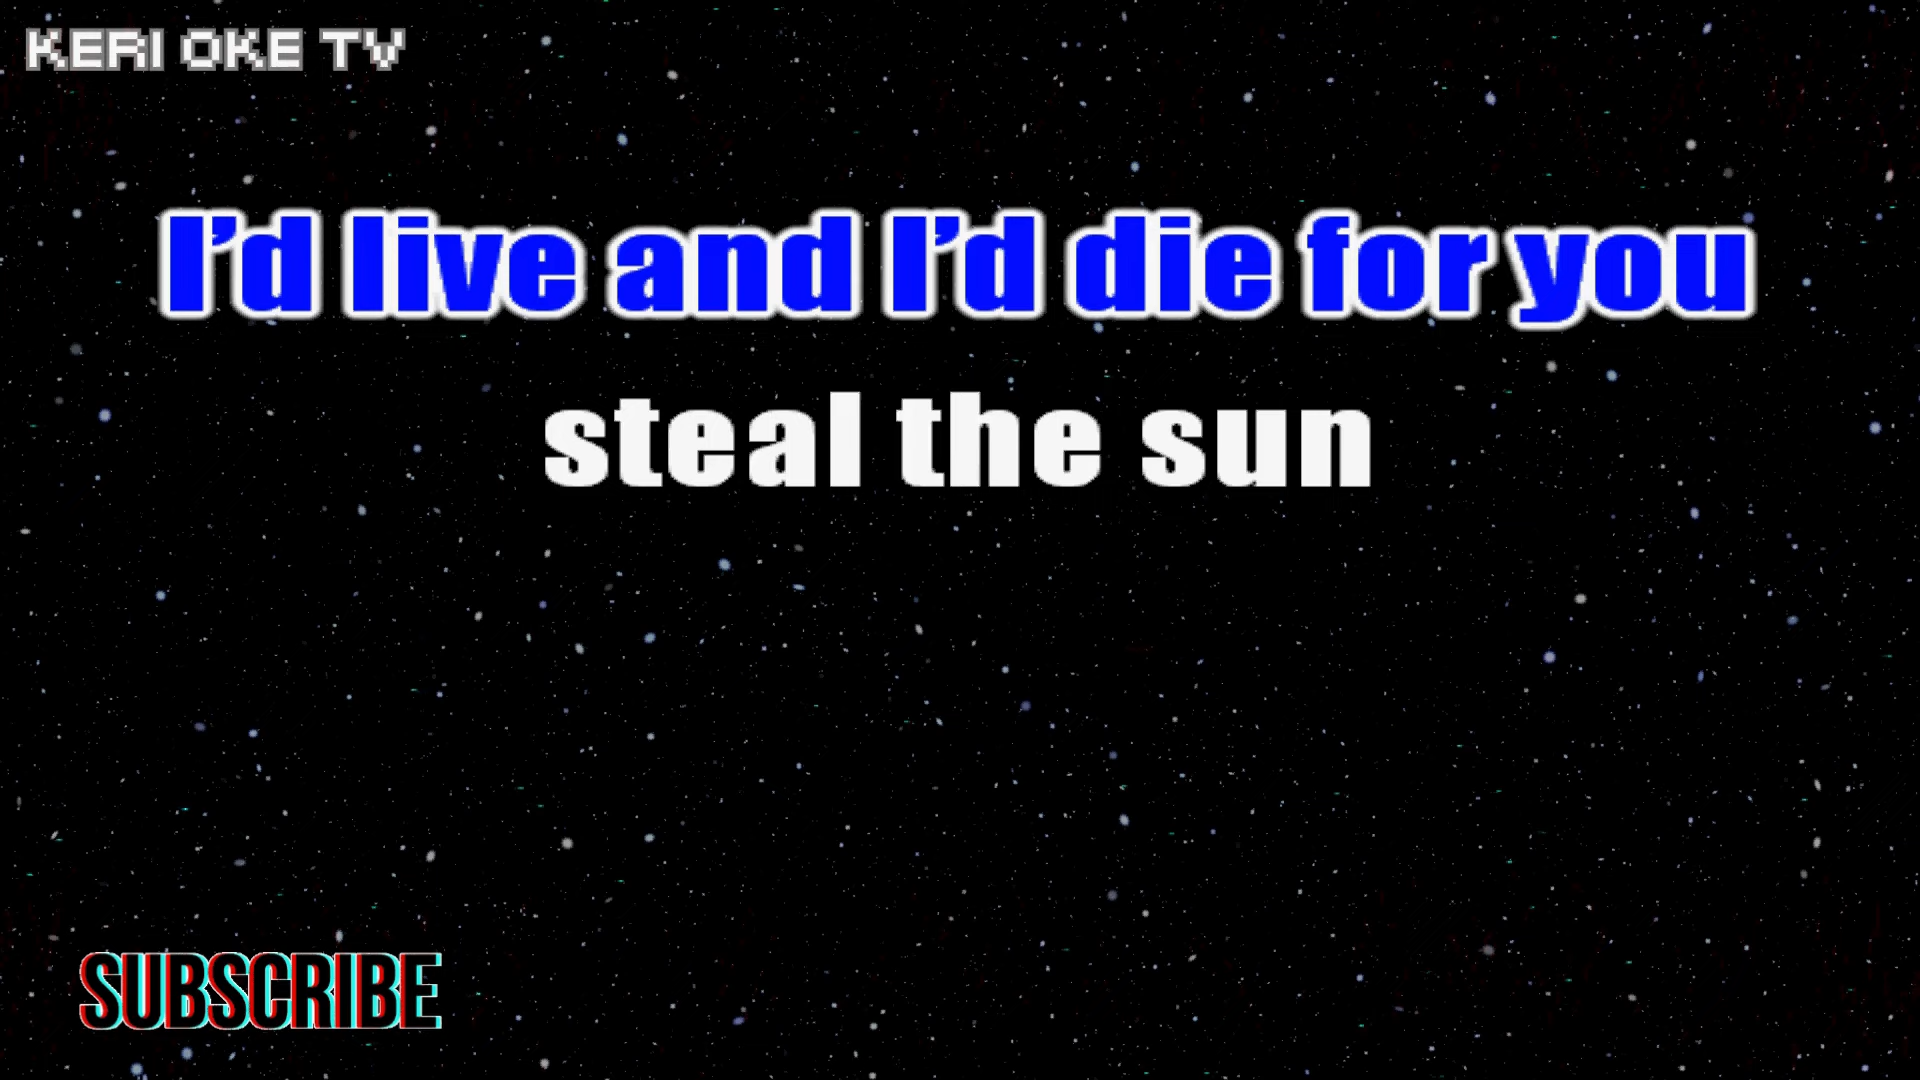 KERI OKE TV
I’d live and I’d die for you
steal the sun
SUBSCRIBE